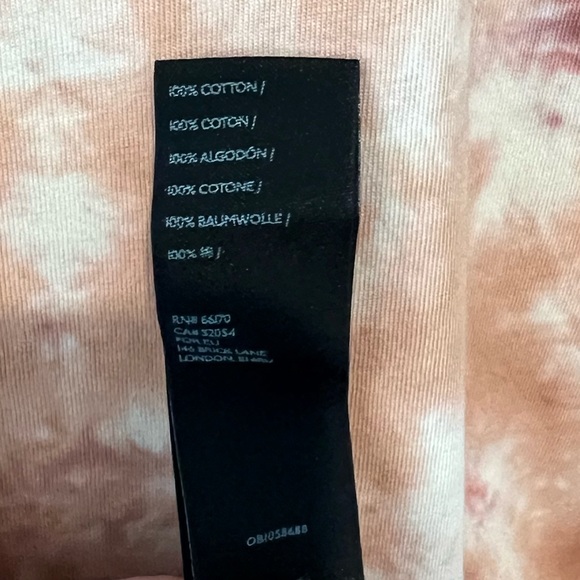 100% COTTON /
100% COTON /
100% ALGODÓN /
100% COTONE /
100% BAUMWOLLE /
100% 綿 /
RN# 66170
CA# 32054
FOR EU
146 BRICK LANE
LONDON,